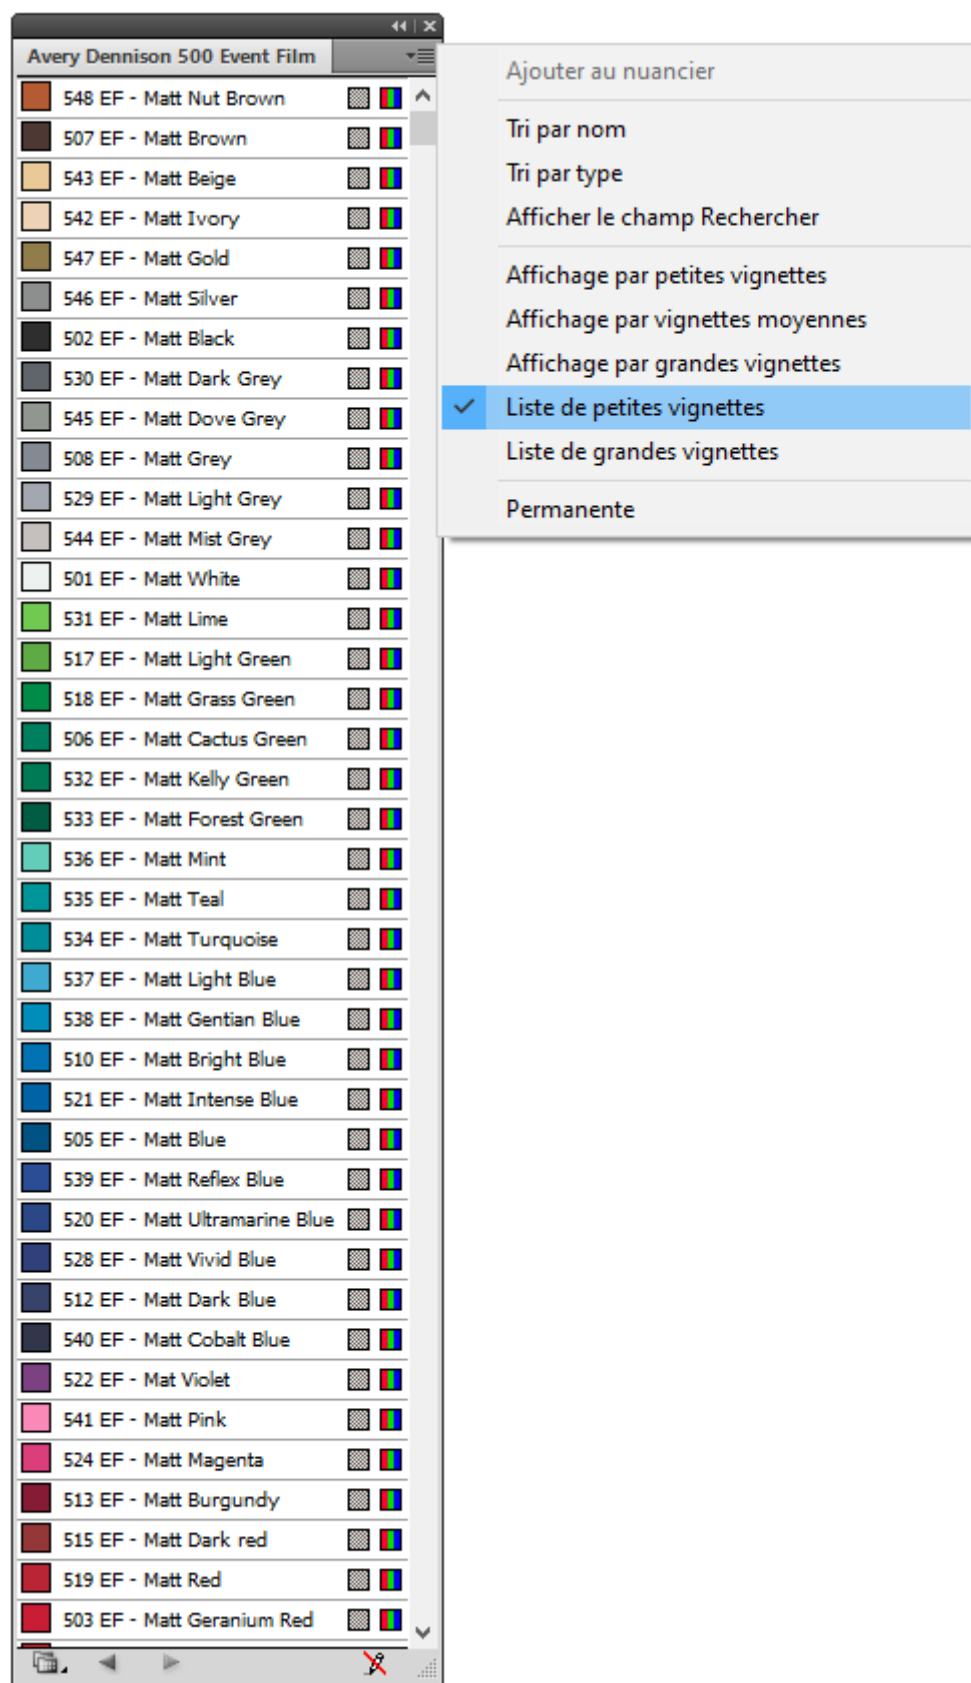 Avery Dennison 500 Event Film
548 EF - Matt Nut Brown
507 EF - Matt Brown
543 EF - Matt Beige
542 EF - Matt Ivory
547 EF - Matt Gold
546 EF - Matt Silver
502 EF - Matt Black
530 EF - Matt Dark Grey
545 EF - Matt Dove Grey
508 EF - Matt Grey
529 EF - Matt Light Grey
544 EF - Matt Mist Grey
501 EF - Matt White
531 EF - Matt Lime
517 EF - Matt Light Green
518 EF - Matt Grass Green
506 EF - Matt Cactus Green
532 EF - Matt Kelly Green
533 EF - Matt Forest Green
536 EF - Matt Mint
535 EF - Matt Teal
534 EF - Matt Turquoise
537 EF - Matt Light Blue
538 EF - Matt Gentian Blue
510 EF - Matt Bright Blue
521 EF - Matt Intense Blue
505 EF - Matt Blue
539 EF - Matt Reflex Blue
520 EF - Matt Ultramarine Blue
528 EF - Matt Vivid Blue
512 EF - Matt Dark Blue
540 EF - Matt Cobalt Blue
522 EF - Mat Violet
541 EF - Matt Pink
524 EF - Matt Magenta
513 EF - Matt Burgundy
515 EF - Matt Dark red
519 EF - Matt Red
503 EF - Matt Geranium Red
Ajouter au nuancier
Tri par nom
Tri par type
Afficher le champ Rechercher
Affichage par petites vignettes
Affichage par vignettes moyennes
Affichage par grandes vignettes
Liste de petites vignettes
Liste de grandes vignettes
Permanente